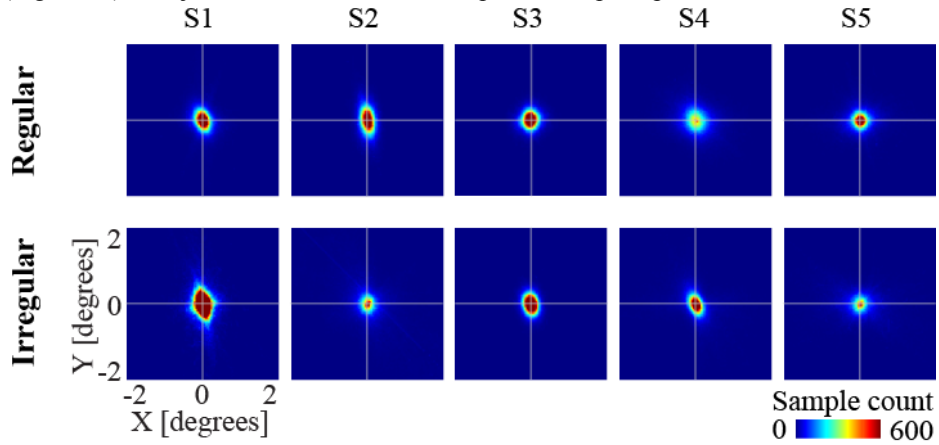 S1 S2 S3 S4 S5
Regular
Irregular
Y [degrees]
2
0
-2
-2 0 2
X [degrees]
Sample count
0 600